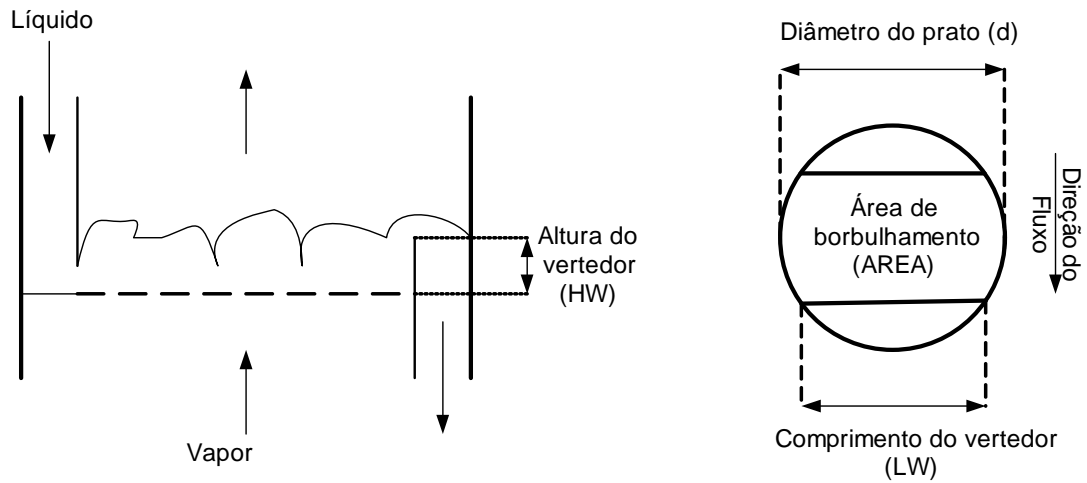 Líquido
Altura do
vertedor
(HW)
Vapor
Diâmetro do prato (d)
Área de
borbulhamento
(AREA)
Direção do
Fluxo
Comprimento do vertedor
(LW)